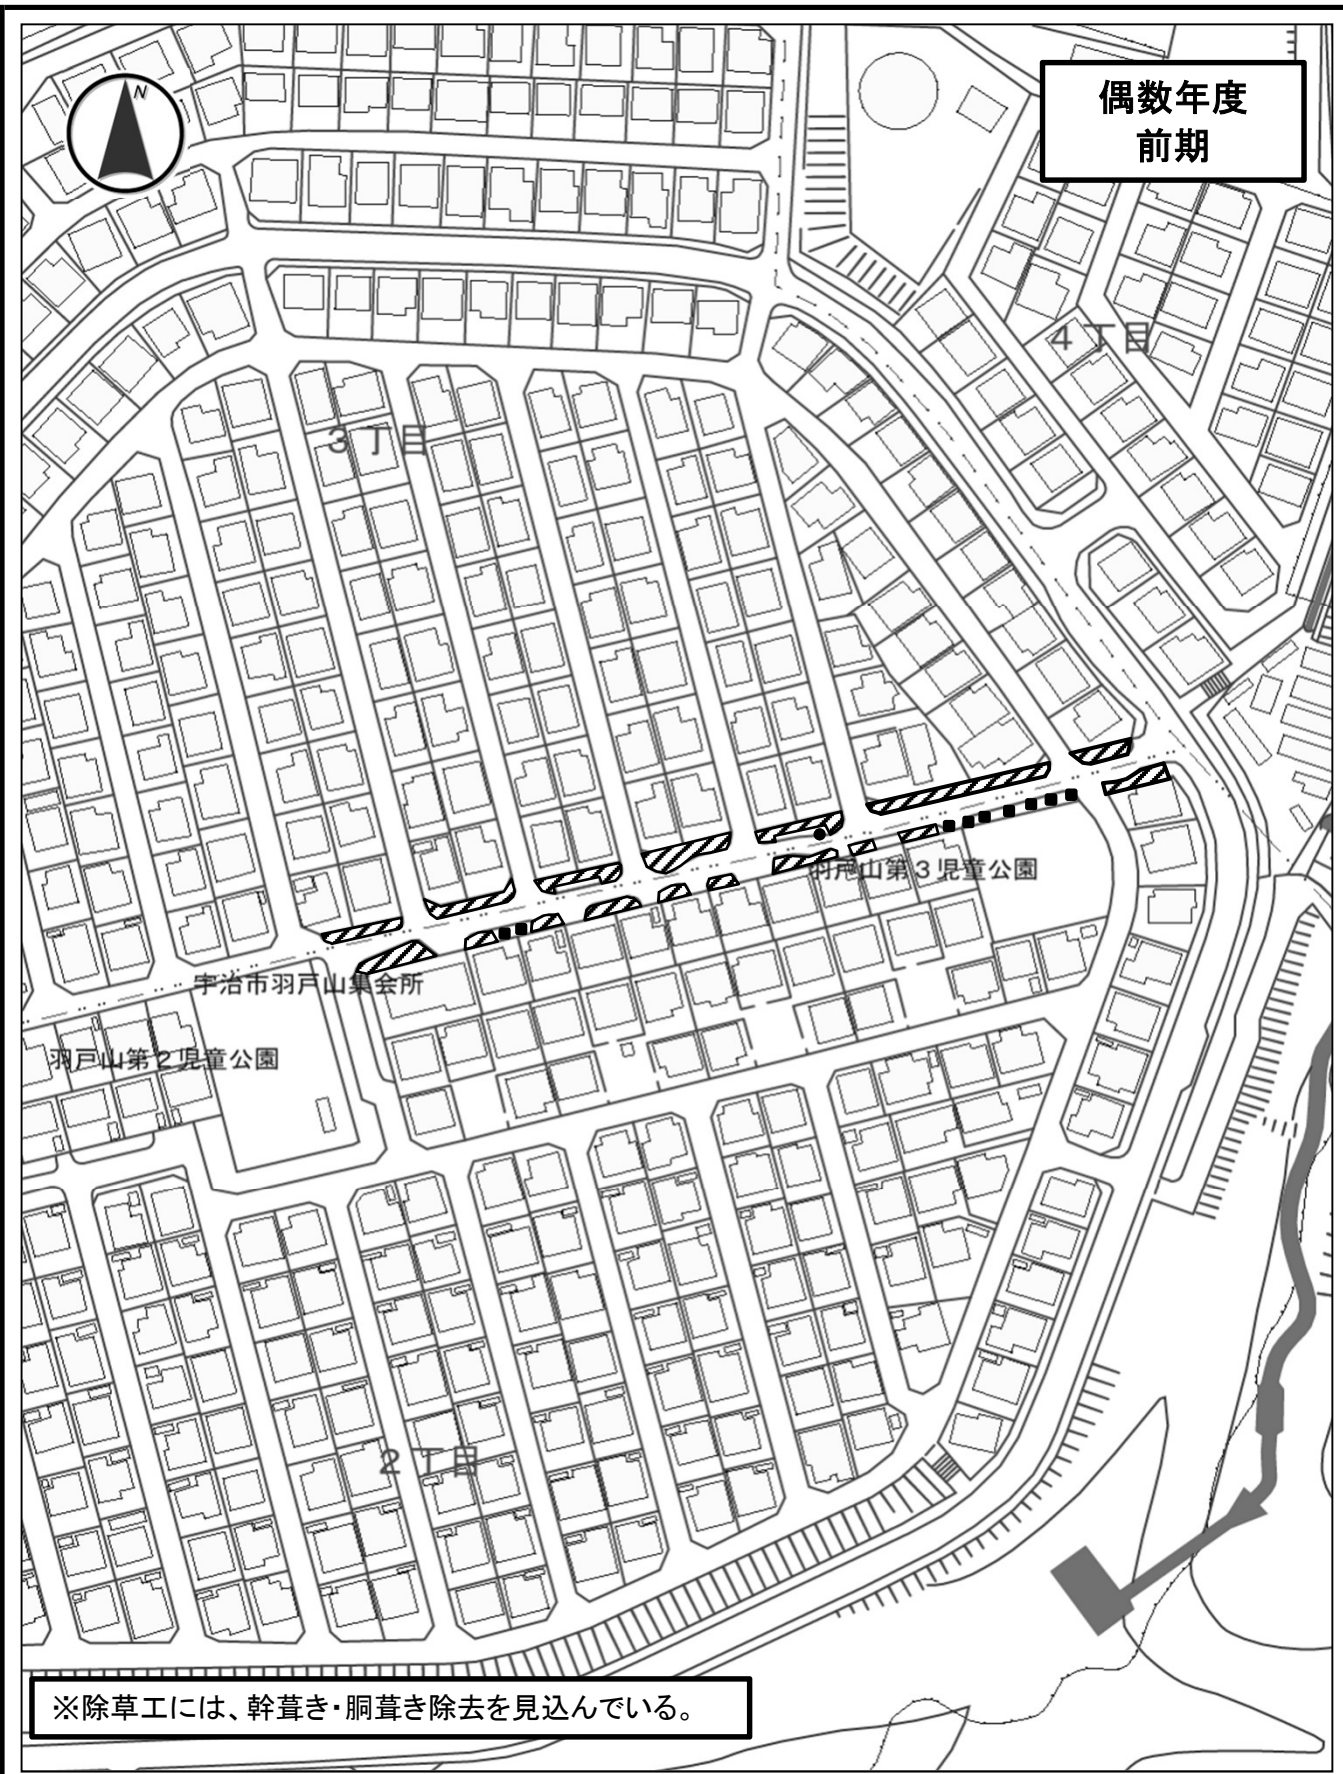 N
偶数年度
前期
4丁目
3丁目
羽戸山第3児童公園
宇治市羽戸山集会所
羽戸山第2児童公園
2丁目
※除草工には、幹葺き・胴葺き除去を見込んでいる。